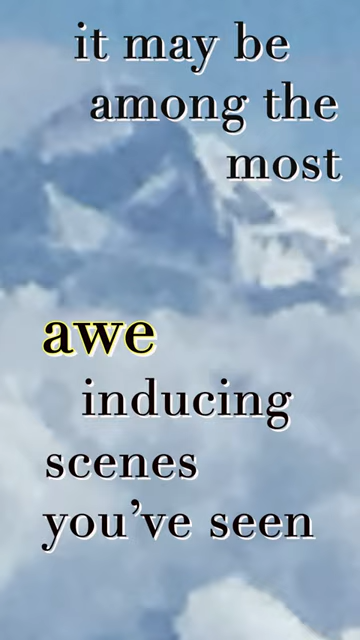 it may be
among the
most
awe
inducing
scenes
you've seen